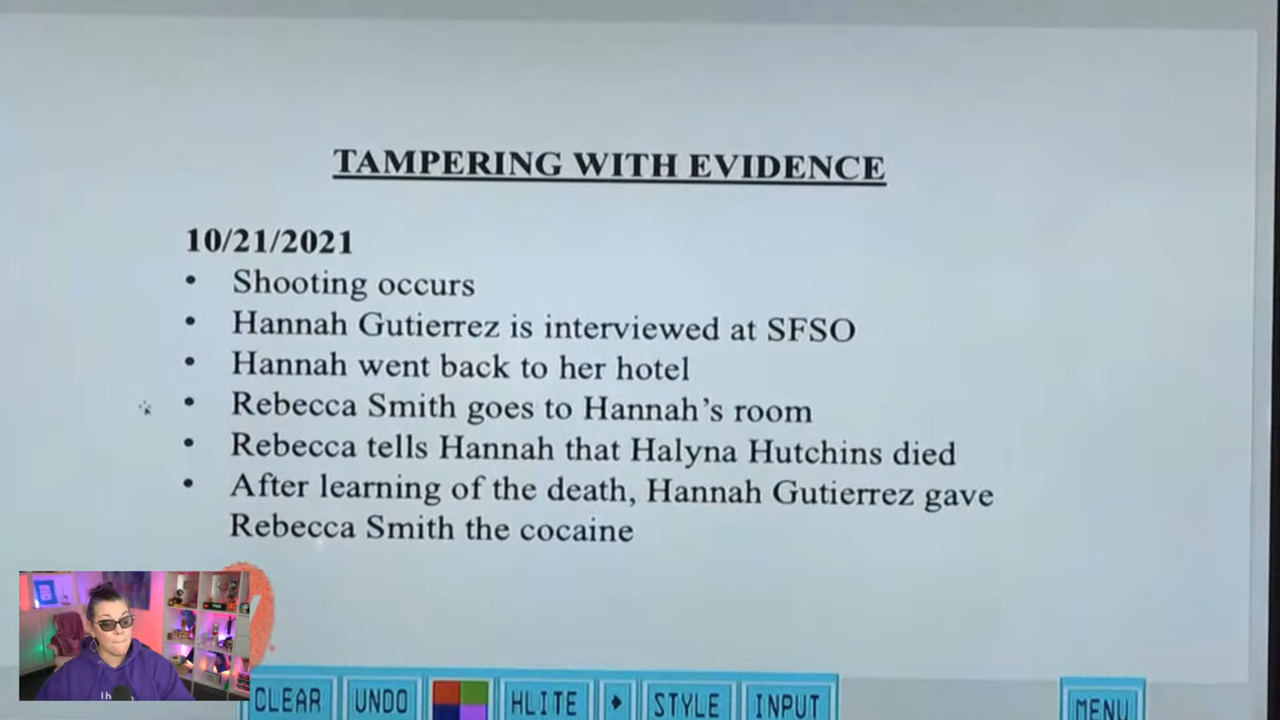 TAMPERING WITH EVIDENCE
10/21/2021
• Shooting occurs
• Hannah Gutierrez is interviewed at SFSO
• Hannah went back to her hotel
• Rebecca Smith goes to Hannah's room
• Rebecca tells Hannah that Halyna Hutchins died
• After learning of the death, Hannah Gutierrez gave
Rebecca Smith the cocaine
CLEAR UNDO HLITE STYLE INPUT MENU